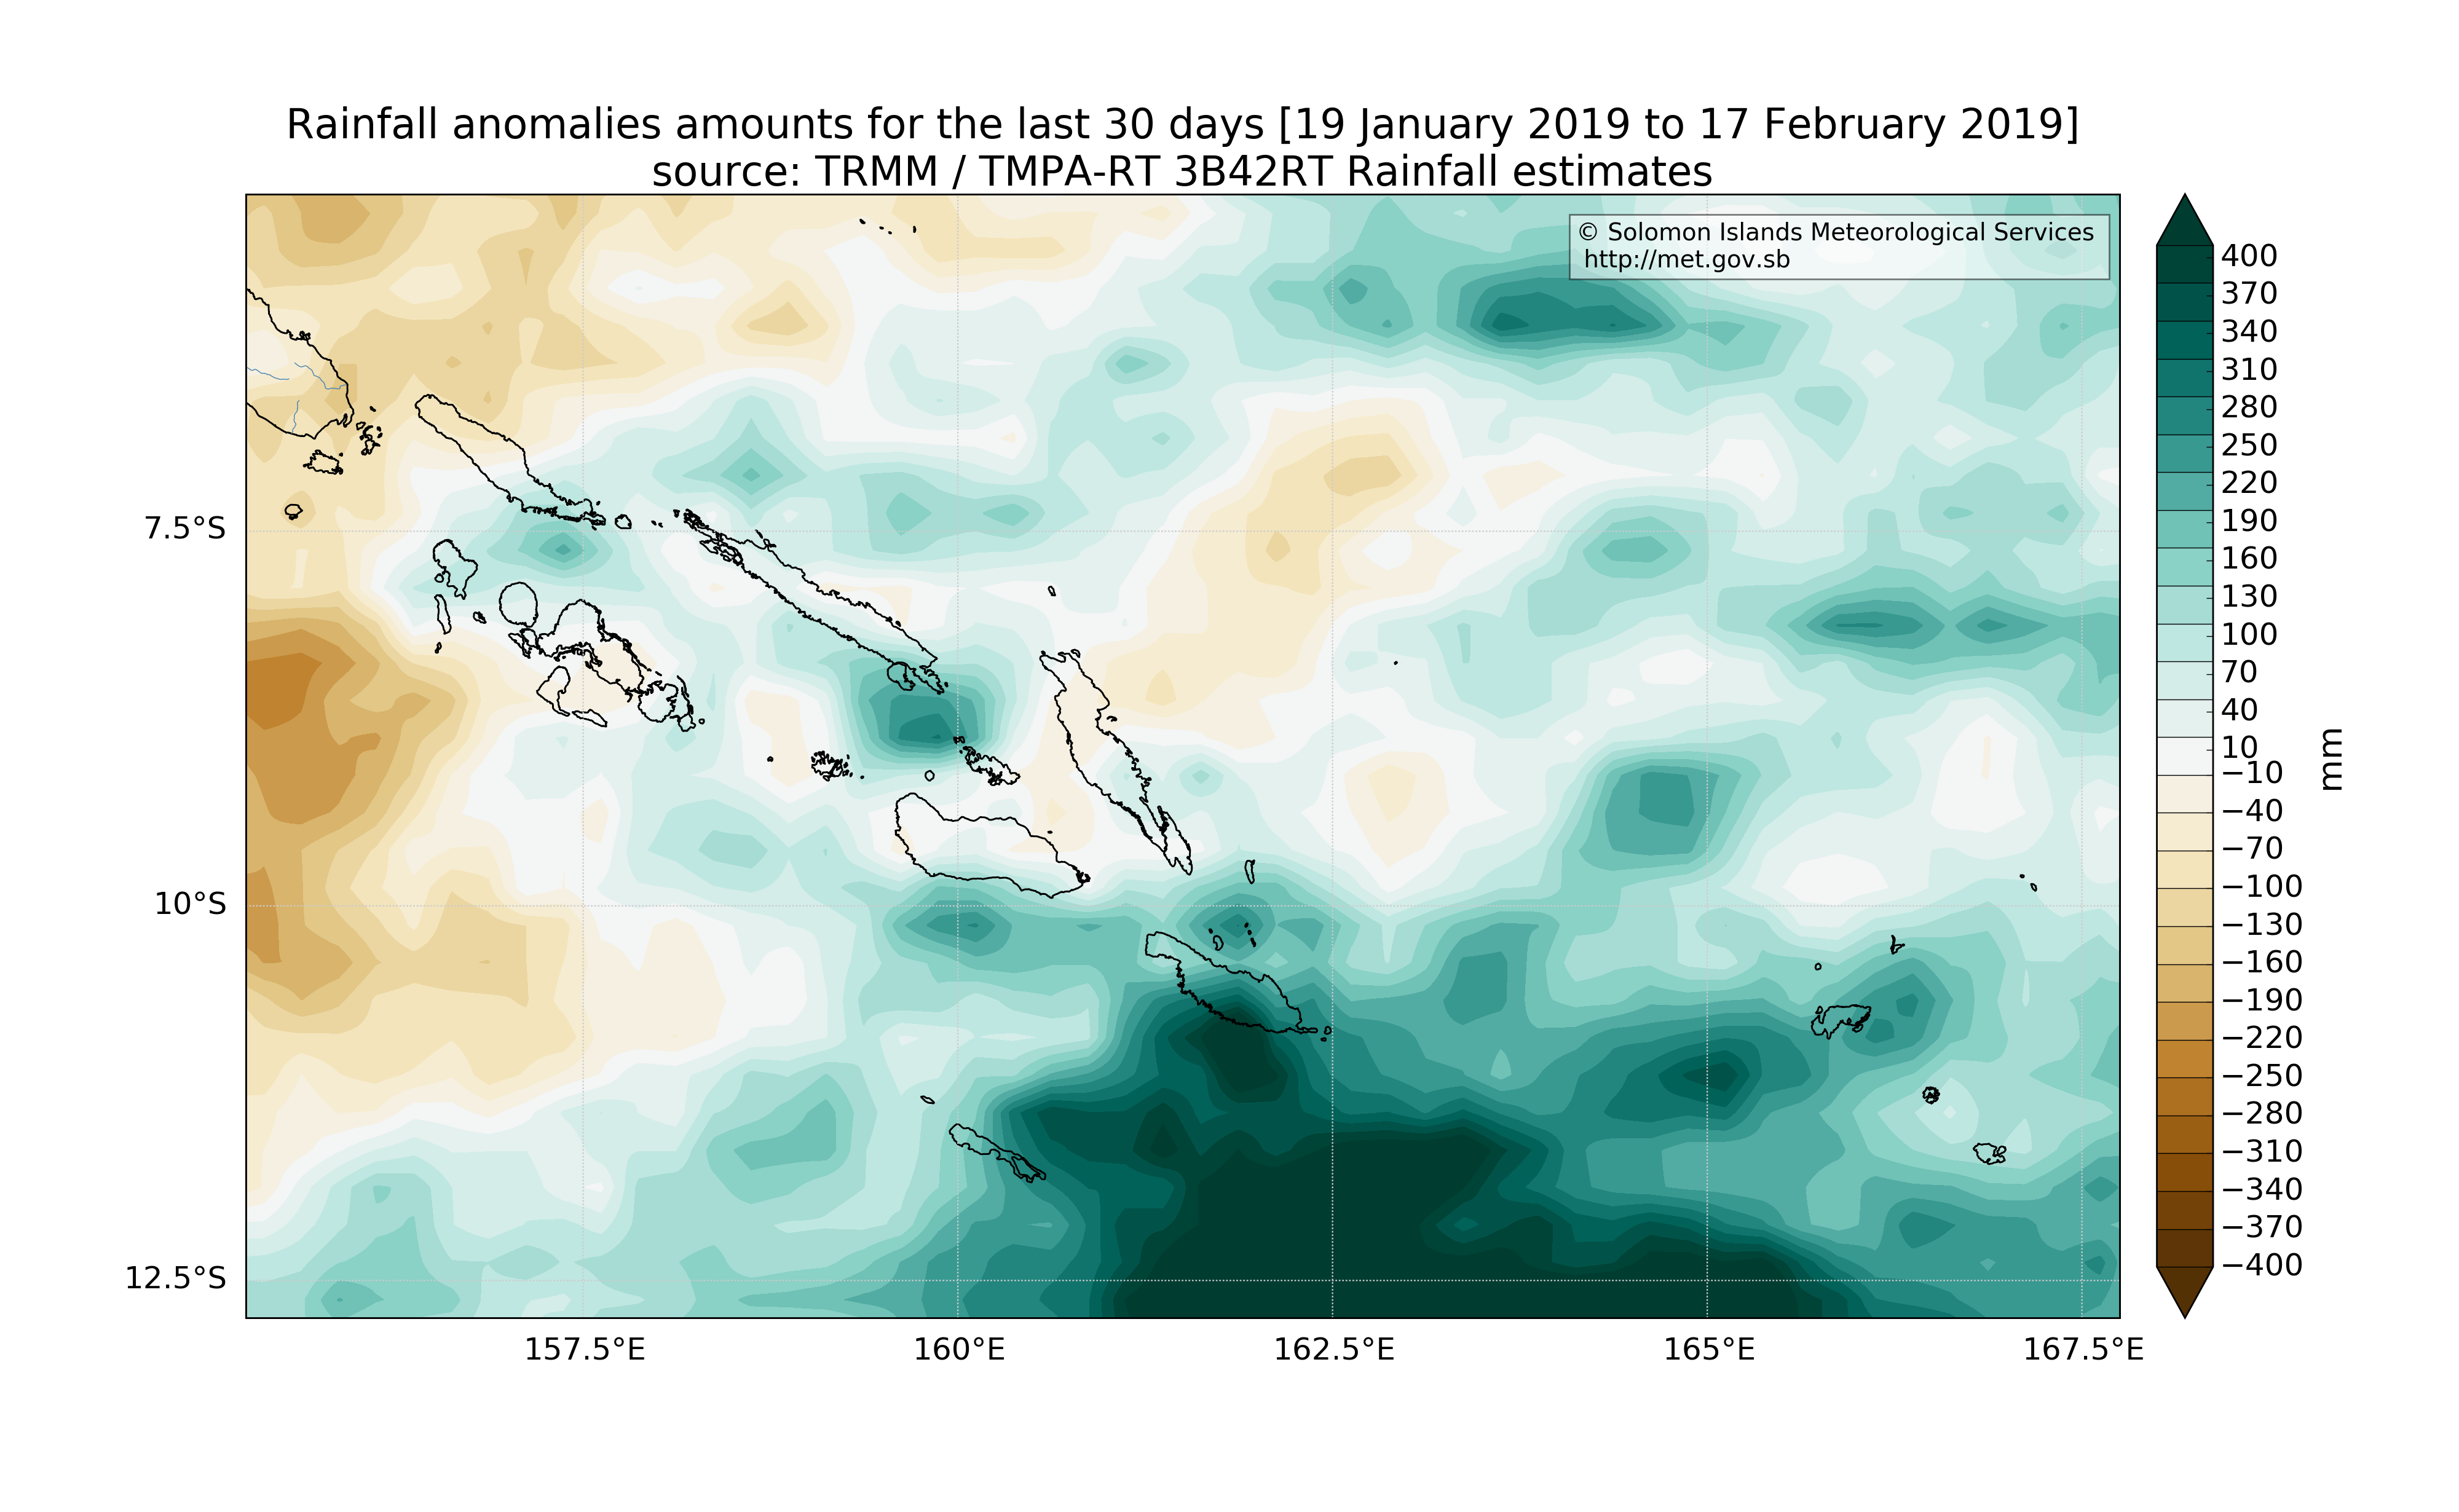 Rainfall anomalies amounts for the last 30 days [19 January 2019 to 17 February 2019]
source: TRMM / TMPA-RT 3B42RT Rainfall estimates
© Solomon Islands Meteorological Services
http://met.gov.sb
7.5°S
10°S
12.5°S
157.5°E
160°E
162.5°E
165°E
167.5°E
400
370
340
310
280
250
220
190
160
130
100
70
40
10
−10
−40
−70
−100
−130
−160
−190
−220
−250
−280
−310
−340
−370
−400
mm